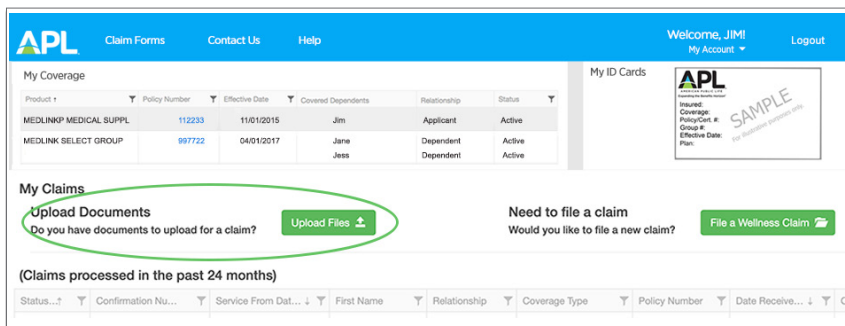 APL Claim Forms Contact Us Help Welcome, JIM! Logout
My Account
My Coverage
Product Policy Number Effective Date Covered Dependents Relationship Status
MEDLINKP MEDICAL SUPPL 112233 11/01/2015 Jim Applicant Active
MEDLINK SELECT GROUP 997722 04/01/2017 Jane Dependent Active
Jess Dependent Active
My ID Cards
APL
AMERICAN PUBLIC LIFE
Insured:
Coverage:
Policy/Cert. #:
Group #:
Effective Date:
Plan:
SAMPLE
For illustrative purposes only.
My Claims
Upload Documents
Do you have documents to upload for a claim?
Upload Files
Need to file a claim
Would you like to file a new claim?
File a Wellness Claim
(Claims processed in the past 24 months)
Status... Confirmation Nu... Service From Dat... First Name Relationship Coverage Type Policy Number Date Receive... C